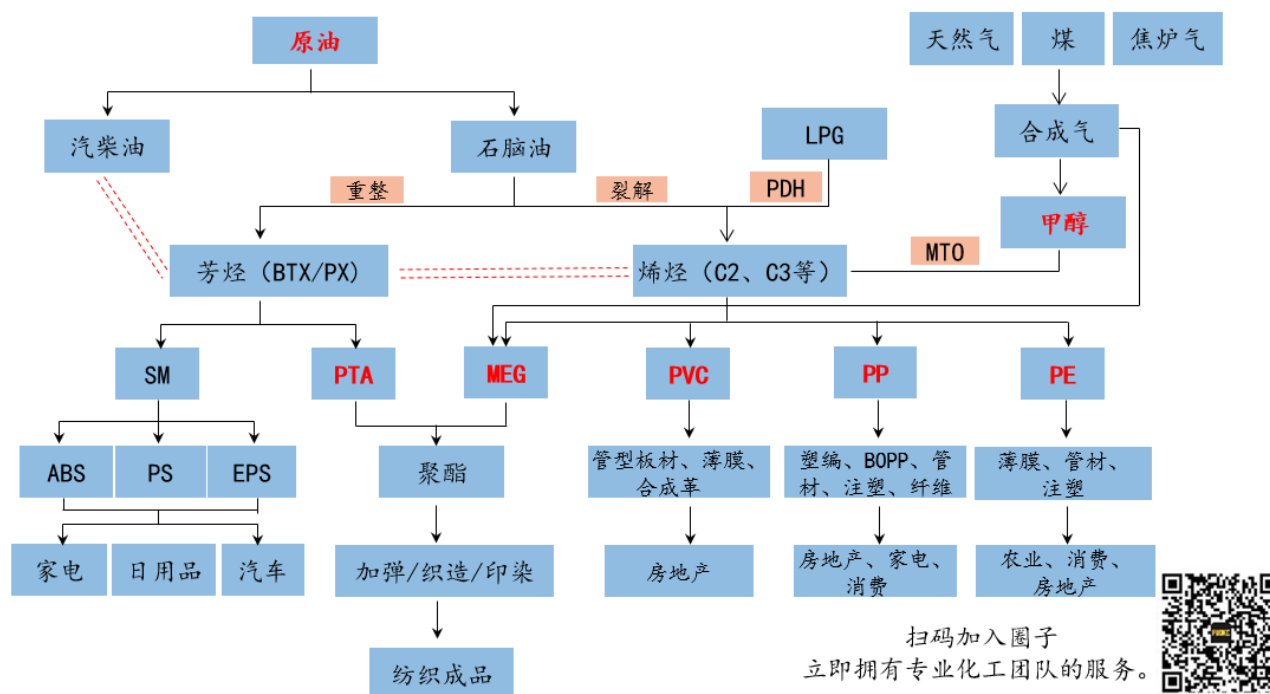 原油
天然气
煤
焦炉气
汽柴油
石脑油
LPG
合成气
重整
裂解
PDH
甲醇
芳烃（BTX/PX）
烯烃（C2、C3等）
MTO
SM
PTA
MEG
PVC
PP
PE
ABS
PS
EPS
聚酯
管型板材、薄膜、
合成革
塑编、BOPP、管
材、注塑、纤维
薄膜、管材、
注塑
家电
日用品
汽车
加弹/织造/印染
房地产
房地产、家电、
消费
农业、消费、
房地产
纺织成品
扫码加入圈子
立即拥有专业化工团队的服务。